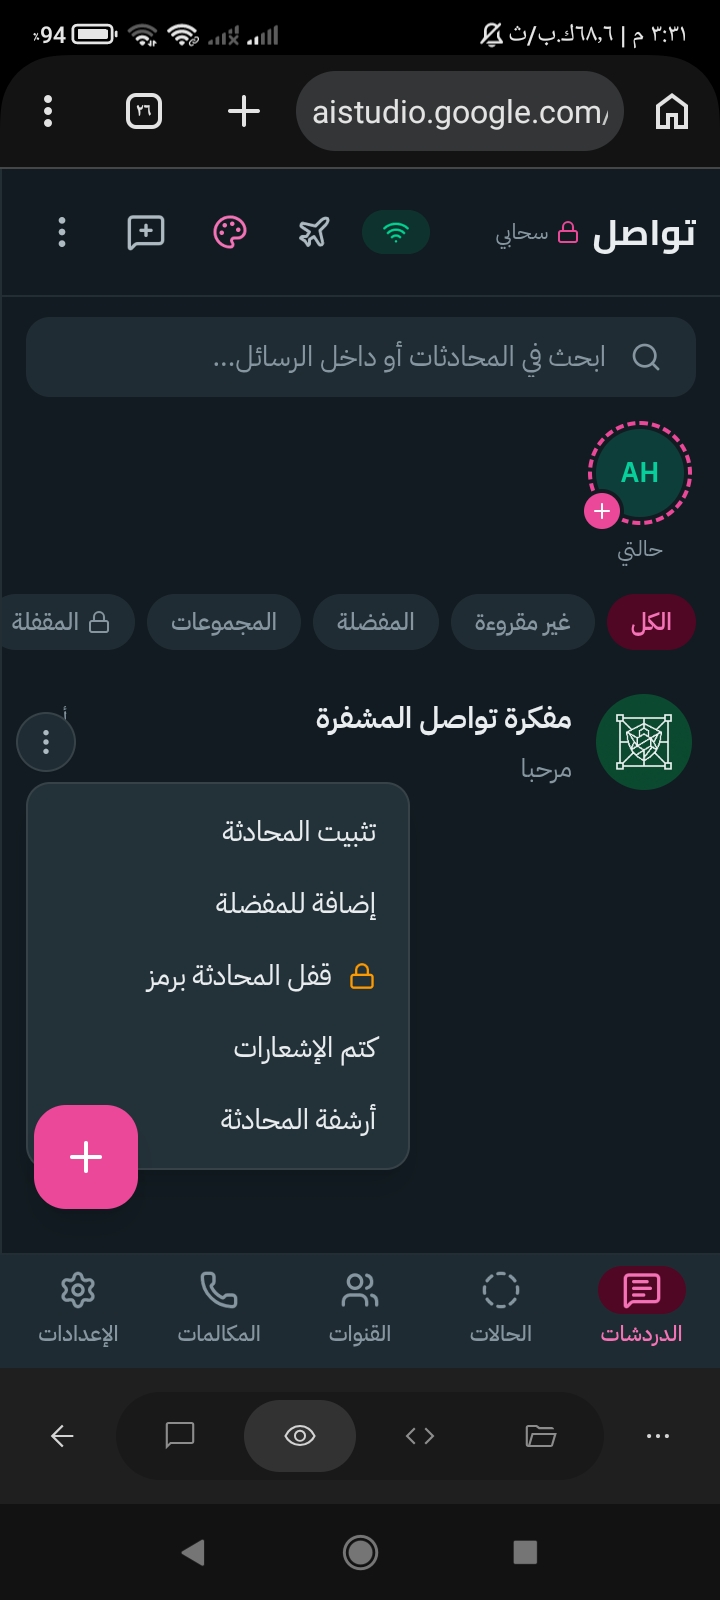 ٣:٣١ م | ٦٨,٦ك.ب/ث
94٪
aistudio.google.com/
٢٦
تواصل
سحابي
ابحث في المحادثات أو داخل الرسائل...
AH
حالتي
الكل
غير مقروءة
المفضلة
المجموعات
المقفلة
مفكرة تواصل المشفرة
مرحبا
تثبيت المحادثة
إضافة للمفضلة
قفل المحادثة برمز
كتم الإشعارات
أرشفة المحادثة
الدردشات
الحالات
القنوات
المكالمات
الإعدادات